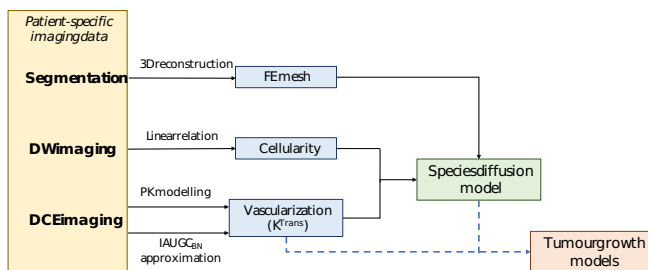 Patient-specific
imagingdata
Segmentation
3Dreconstruction
FEmesh
DWimaging
Linearrelation
Cellularity
Speciesdiffusion
model
DCEimaging
PKmodelling
Vascularization
(K^Trans)
IAUGC_BN
approximation
Tumourgrowth
models